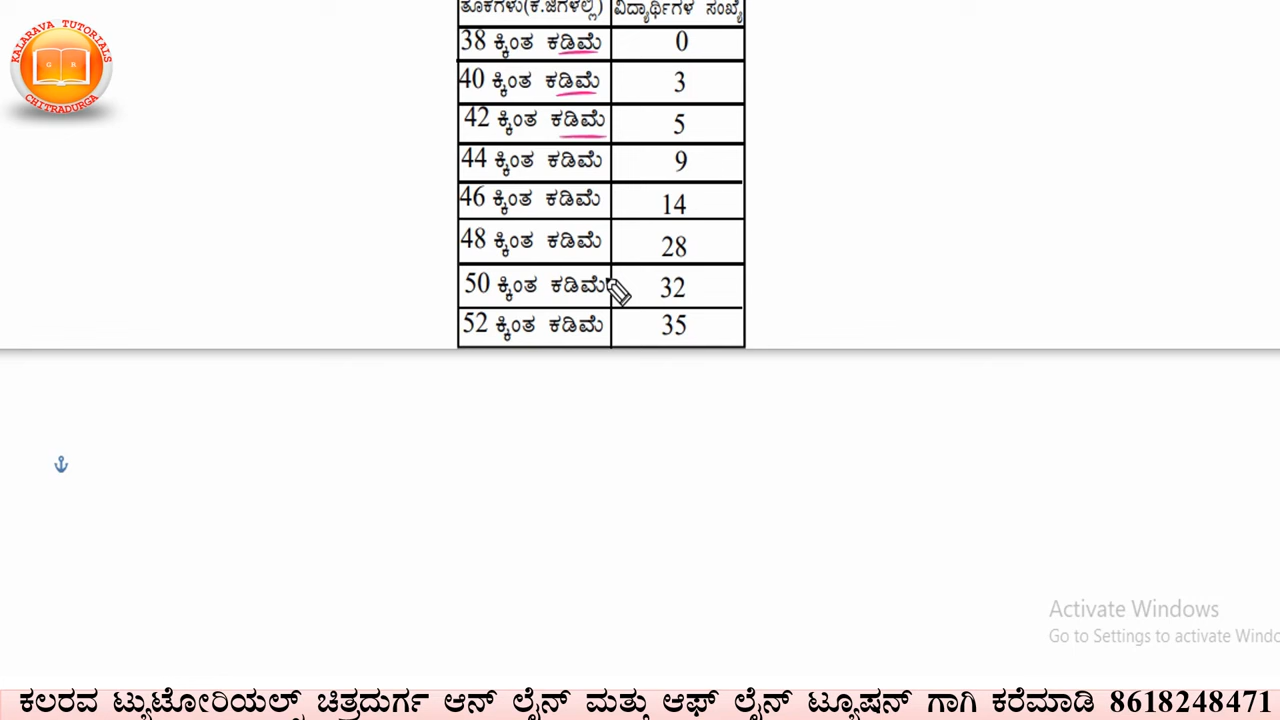 KALARAVA TUTORIALS
G R
CHITRADURGA
ತೂಕಗಳು(ಕೆ.ಜಿಗಳಲ್ಲಿ) ವಿದ್ಯಾರ್ಥಿಗಳ ಸಂಖ್ಯೆ
38 ಕ್ಕಿಂತ ಕಡಿಮೆ 0
40 ಕ್ಕಿಂತ ಕಡಿಮೆ 3
42 ಕ್ಕಿಂತ ಕಡಿಮೆ 5
44 ಕ್ಕಿಂತ ಕಡಿಮೆ 9
46 ಕ್ಕಿಂತ ಕಡಿಮೆ 14
48 ಕ್ಕಿಂತ ಕಡಿಮೆ 28
50 ಕ್ಕಿಂತ ಕಡಿಮೆ 32
52 ಕ್ಕಿಂತ ಕಡಿಮೆ 35
Activate Windows
Go to Settings to activate Windo
ಕಲರವ ಟ್ಯುಟೋರಿಯಲ್ಸ್ ಚಿತ್ರದುರ್ಗ ಆನ್ ಲೈನ್ ಮತ್ತು ಆಫ್ ಲೈನ್ ಟ್ಯೂಷನ್ ಗಾಗಿ ಕರೆಮಾಡಿ 8618248471